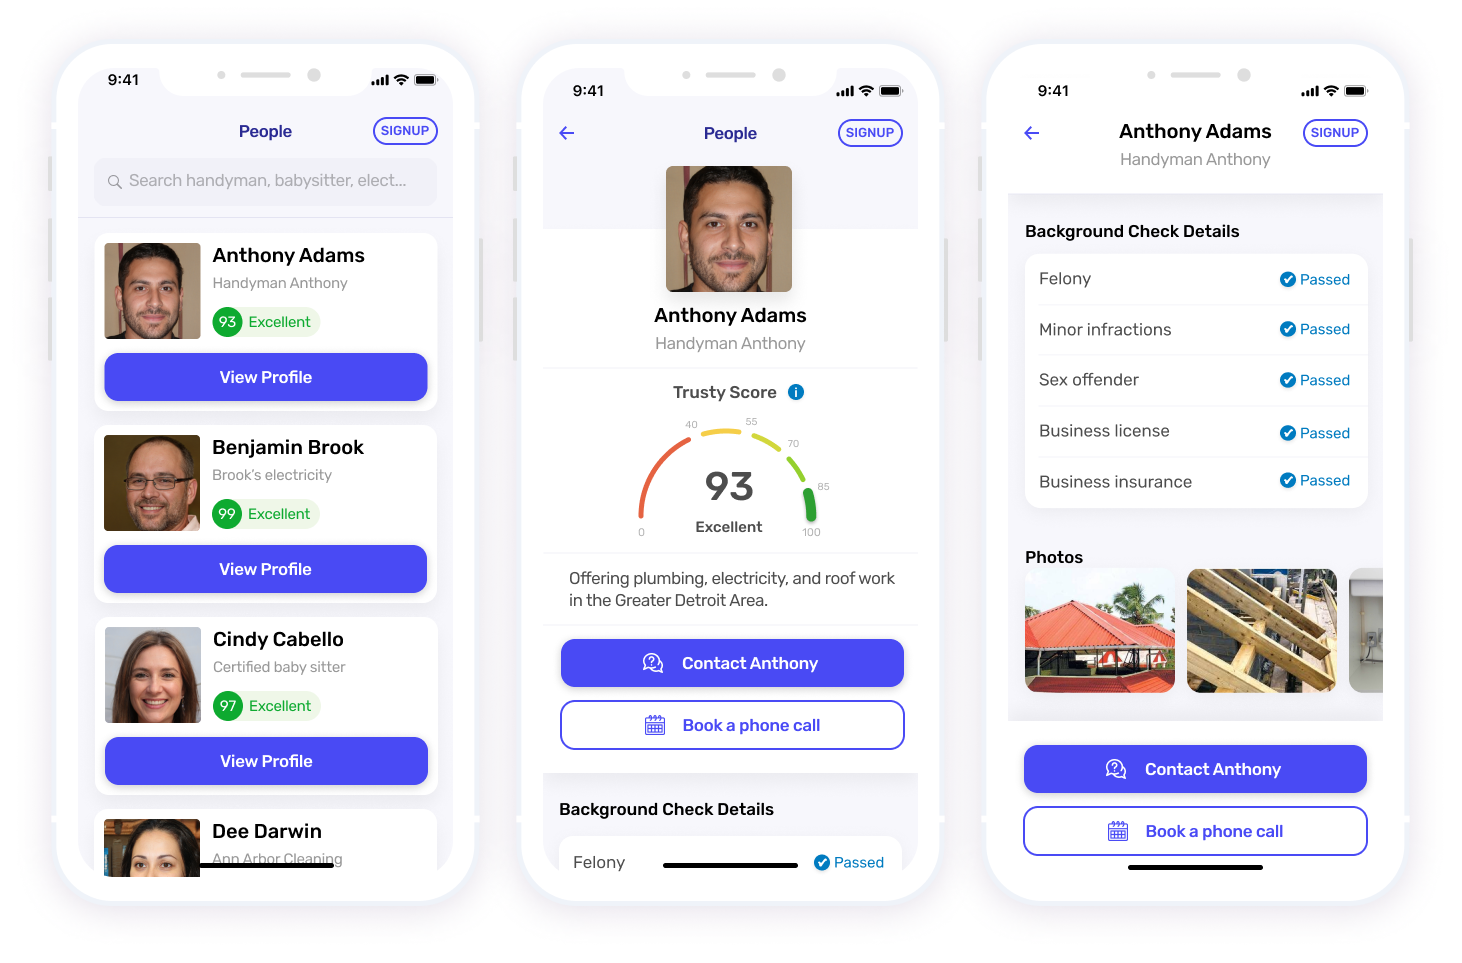 9:41
People
SIGNUP
Search handyman, babysitter, elect...
Anthony Adams
Handyman Anthony
93 Excellent
View Profile
Benjamin Brook
Brook's electricity
99 Excellent
View Profile
Cindy Cabello
Certified baby sitter
97 Excellent
View Profile
Dee Darwin
Ann Arbor Cleaning
9:41
People
SIGNUP
Anthony Adams
Handyman Anthony
Trusty Score i
40
55
70
85
93
Excellent
0
100
Offering plumbing, electricity, and roof work
in the Greater Detroit Area.
? Contact Anthony
Book a phone call
Background Check Details
Felony Passed
9:41
Anthony Adams
SIGNUP
Handyman Anthony
Background Check Details
Felony Passed
Minor infractions Passed
Sex offender Passed
Business license Passed
Business insurance Passed
Photos
? Contact Anthony
Book a phone call